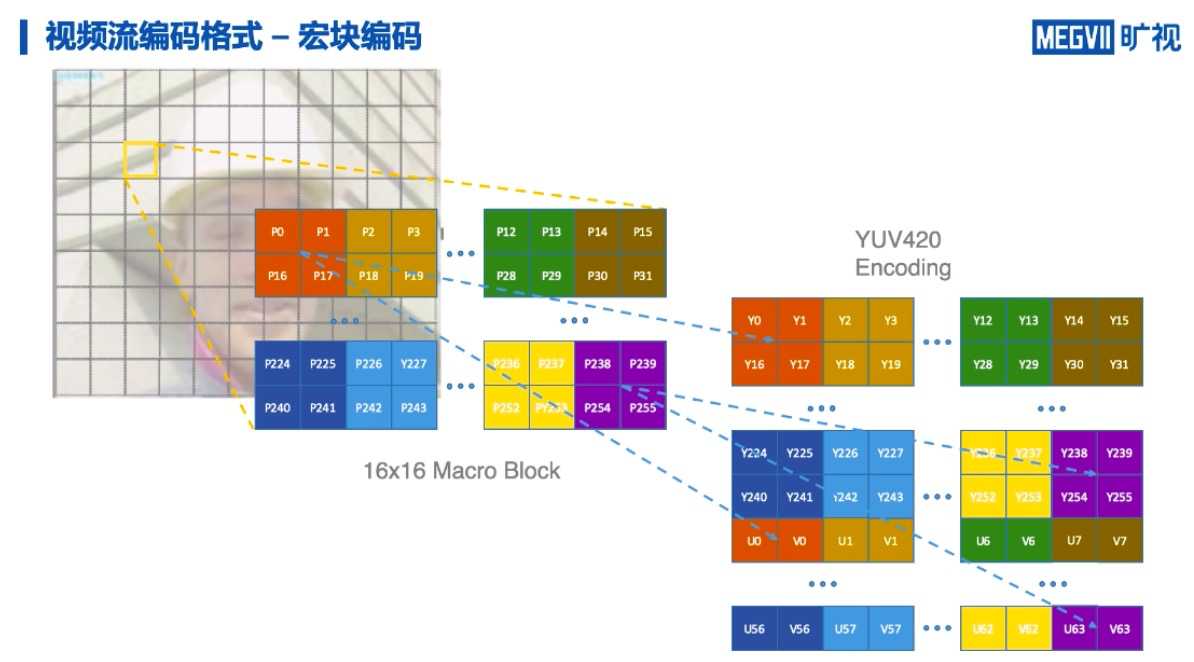 视频流编码格式 – 宏块编码
MEGVII 旷视
P0 P1 P2 P3 ... P12 P13 P14 P15
P16 P17 P18 P19 P28 P29 P30 P31
... ...
P224 P225 P226 Y227 ... P236 P237 P238 P239
P240 P241 P242 P243 P252 PY253 P254 P255
16x16 Macro Block
YUV420
Encoding
Y0 Y1 Y2 Y3 ... Y12 Y13 Y14 Y15
Y16 Y17 Y18 Y19 Y28 Y29 Y30 Y31
... ...
Y224 Y225 Y226 Y227 Y236 Y237 Y238 Y239
Y240 Y241 Y242 Y243 ... Y252 Y253 Y254 Y255
U0 V0 U1 V1 U6 V6 U7 V7
... ...
U56 V56 U57 V57 ... U62 V62 U63 V63